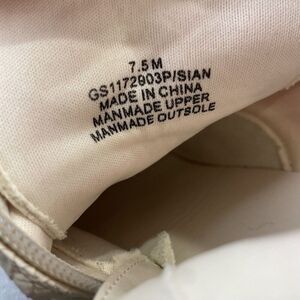 7.5 M
GS1172903P/SIAN
MADE IN CHINA
MANMADE UPPER
MANMADE OUTSOLE